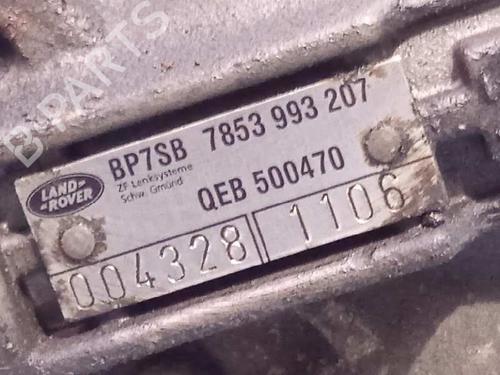 B-PARTS
BP7SB 7853 993 207
LAND-
ROVER
ZF Lenksysteme
Schw. Gmünd
QEB 500470
004328 1106